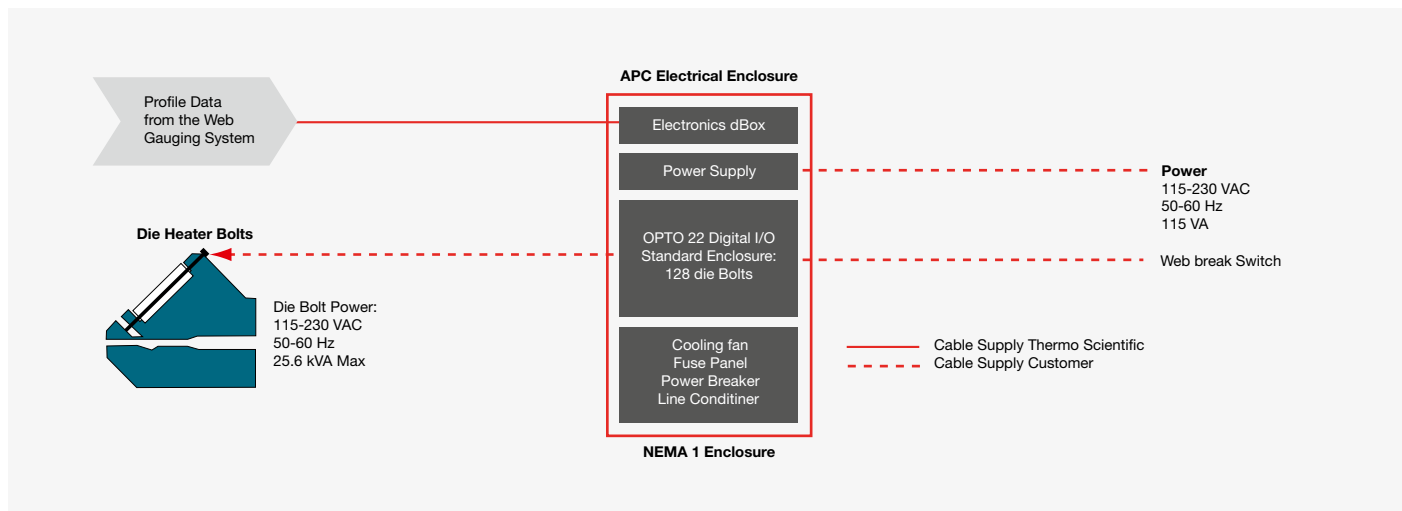 APC Electrical Enclosure
Profile Data
from the Web
Gauging System
Electronics dBox
Power Supply
Power
115-230 VAC
50-60 Hz
115 VA
Die Heater Bolts
OPTO 22 Digital I/O
Standard Enclosure:
128 die Bolts
Web break Switch
Die Bolt Power:
115-230 VAC
50-60 Hz
25.6 kVA Max
Cooling fan
Fuse Panel
Power Breaker
Line Conditiner
Cable Supply Thermo Scientific
Cable Supply Customer
NEMA 1 Enclosure